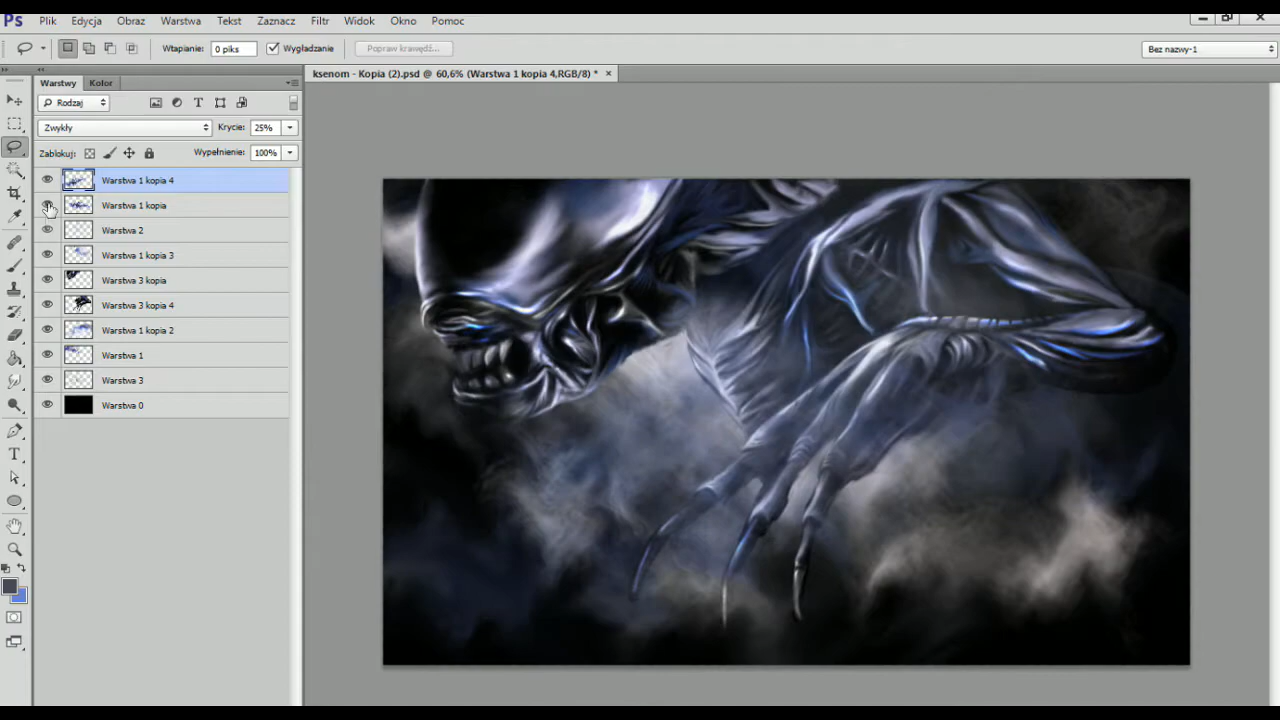 Ps Plik Edycja Obraz Warstwa Tekst Zaznacz Filtr Widok Okno Pomoc
Wtapianie: 0 piks Wygładzanie Popraw krawędź... Bez nazwy-1
Warstwy Kolor ksenom - Kopia (2).psd @ 60,6% (Warstwa 1 kopia 4,RGB/8) *
Rodzaj
Zwykły Krycie: 25%
Zablokuj: Wypełnienie: 100%
Warstwa 1 kopia 4
Warstwa 1 kopia
Warstwa 2
Warstwa 1 kopia 3
Warstwa 3 kopia
Warstwa 3 kopia 4
Warstwa 1 kopia 2
Warstwa 1
Warstwa 3
Warstwa 0